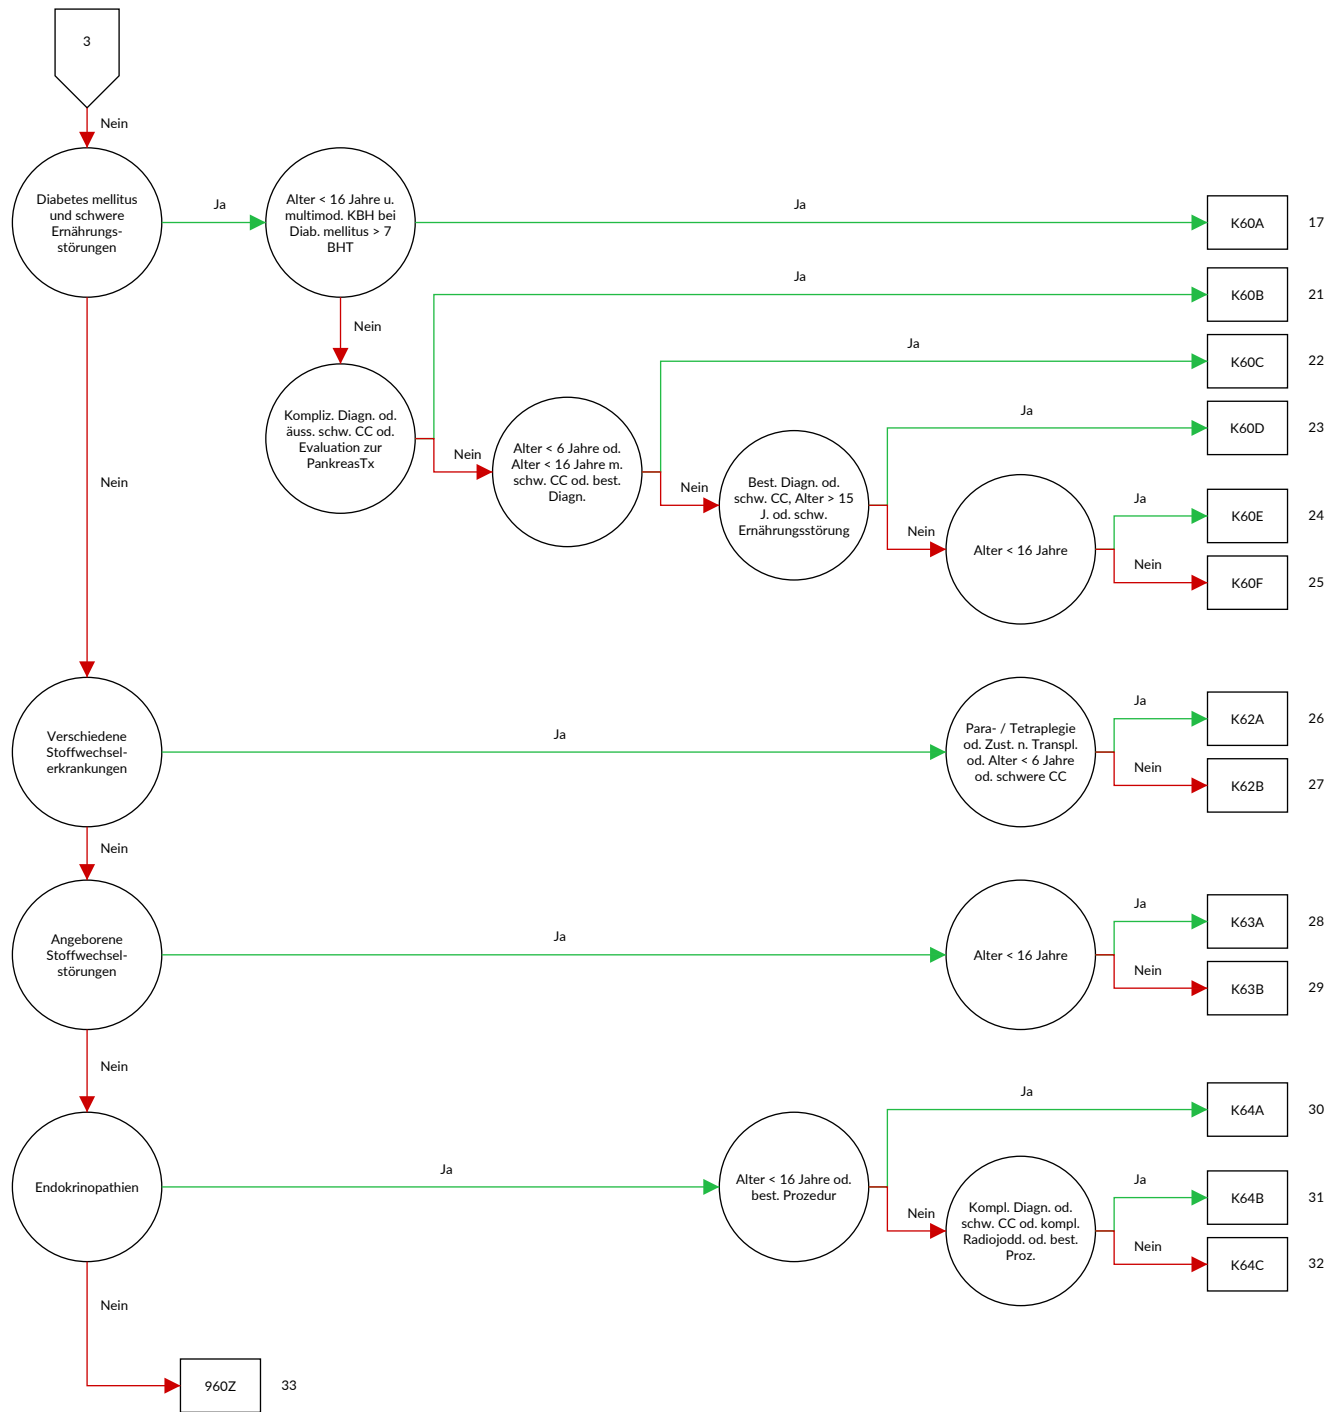 3
Nein
Diabetes mellitus
und schwere
Ernährungs-
störungen
Ja
Alter < 16 Jahre u.
multimod. KBH bei
Diab. mellitus > 7
BHT
Ja
K60A
17
Ja
K60B
21
Nein
Ja
K60C
22
Kompliz. Diagn. od.
äuss. schw. CC od.
Evaluation zur
PankreasTx
Nein
Alter < 6 Jahre od.
Alter < 16 Jahre m.
schw. CC od. best.
Diagn.
Ja
K60D
23
Nein
Best. Diagn. od.
schw. CC, Alter > 15
J. od. schw.
Ernährungsstörung
Nein
Alter < 16 Jahre
Ja
K60E
24
Nein
K60F
25
Nein
Verschiedene
Stoffwechsel-
erkrankungen
Ja
Para- / Tetraplegie
od. Zust. n. Transpl.
od. Alter < 6 Jahre
od. schwere CC
Ja
K62A
26
Nein
K62B
27
Nein
Angeborene
Stoffwechsel-
störungen
Ja
Alter < 16 Jahre
Ja
K63A
28
Nein
K63B
29
Nein
Endokrinopathien
Ja
Alter < 16 Jahre od.
best. Prozedur
Ja
K64A
30
Nein
Kompl. Diagn. od.
schw. CC od. kompl.
Radiojodd. od. best.
Proz.
Ja
K64B
31
Nein
K64C
32
Nein
960Z
33